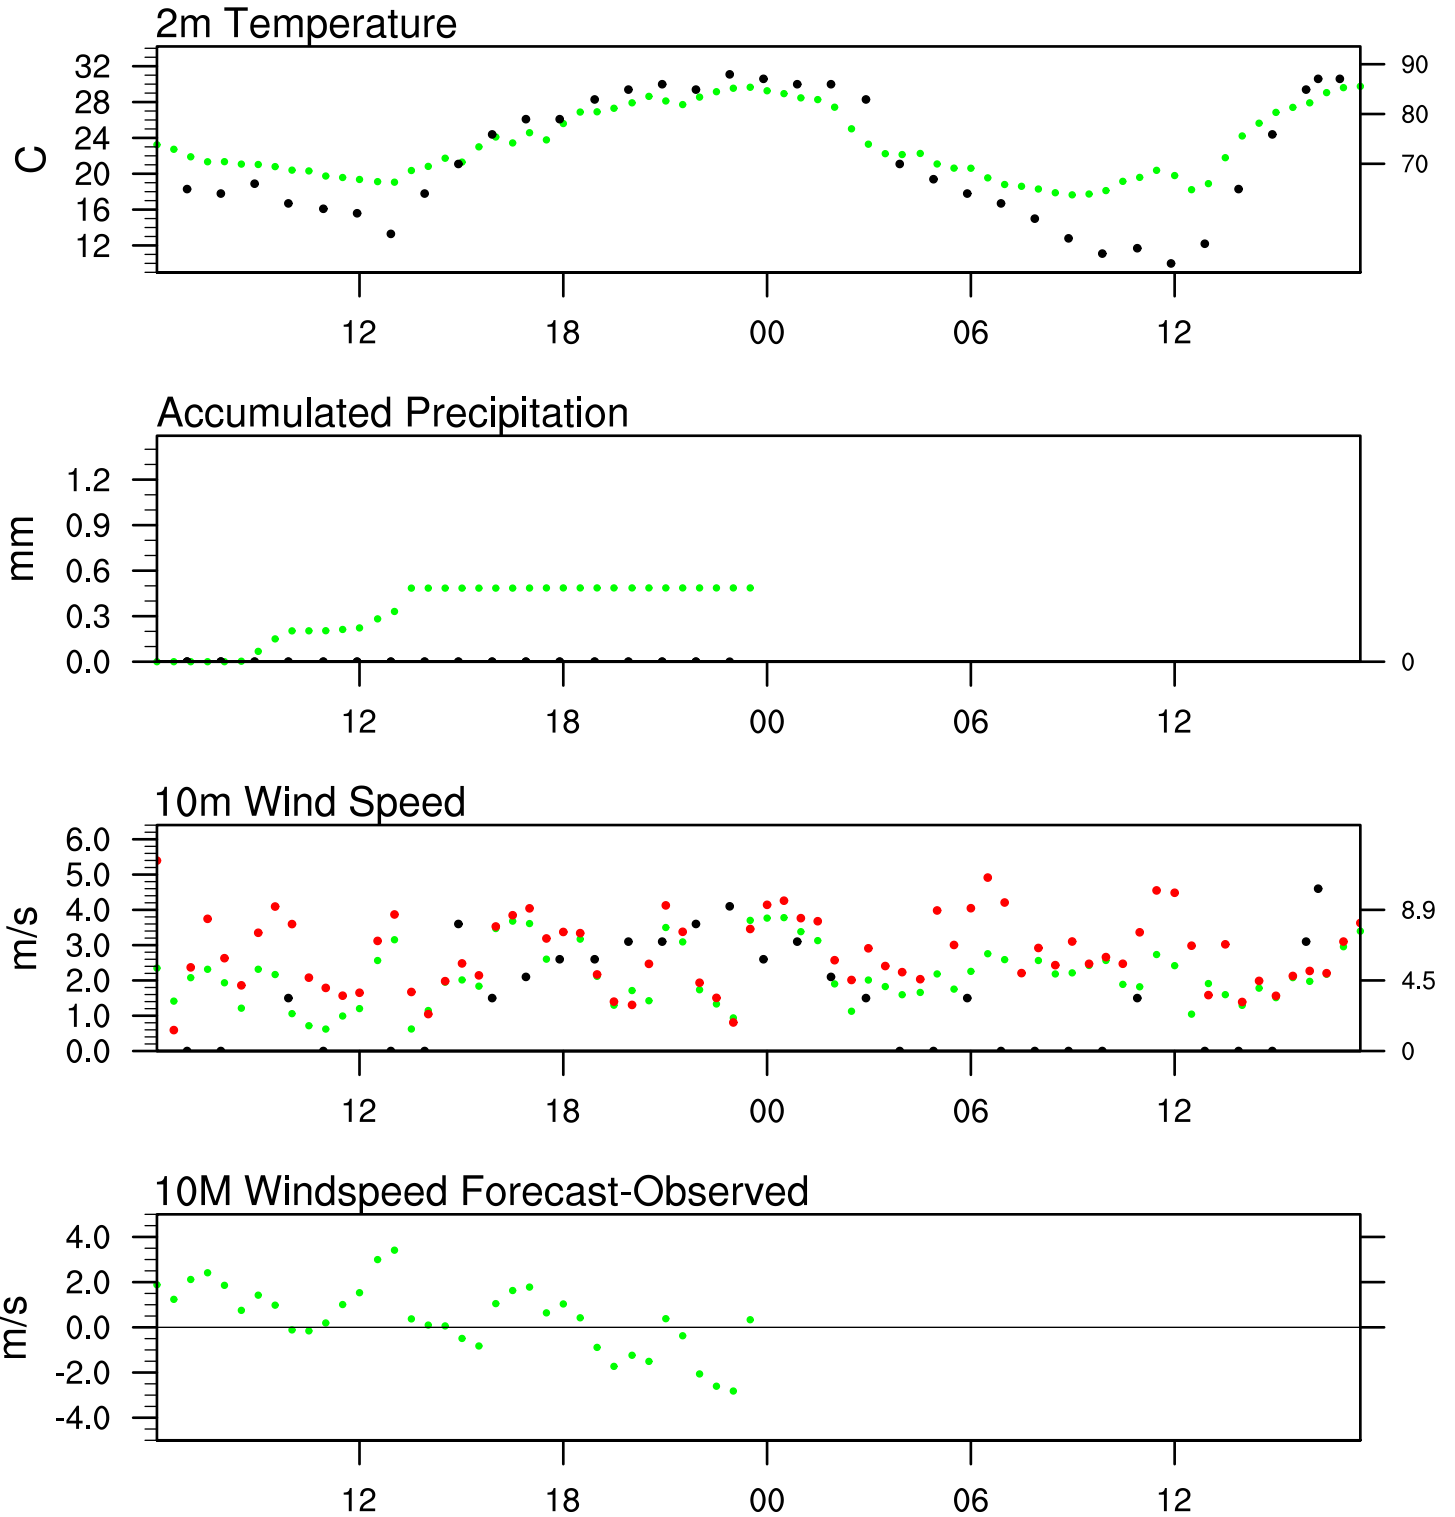 2m Temperature
32
28
24
20
16
12
C
90
80
70
12 18 00 06 12
Accumulated Precipitation
1.2
0.9
0.6
0.3
0.0
mm
0
12 18 00 06 12
10m Wind Speed
6.0
5.0
4.0
3.0
2.0
1.0
0.0
m/s
8.9
4.5
0
12 18 00 06 12
10M Windspeed Forecast-Observed
4.0
2.0
0.0
-2.0
-4.0
m/s
12 18 00 06 12